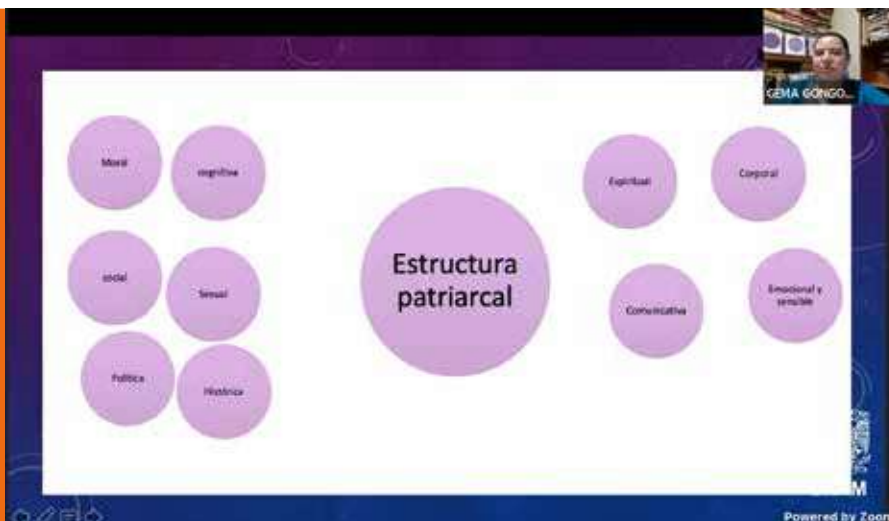 GEMA GONGO...
Moral
cognitiva
social
Sexual
Política
Histórica
Estructura
patriarcal
Espiritual
Corporal
Comunicativa
Emocional y
sensible
Powered by Zoom